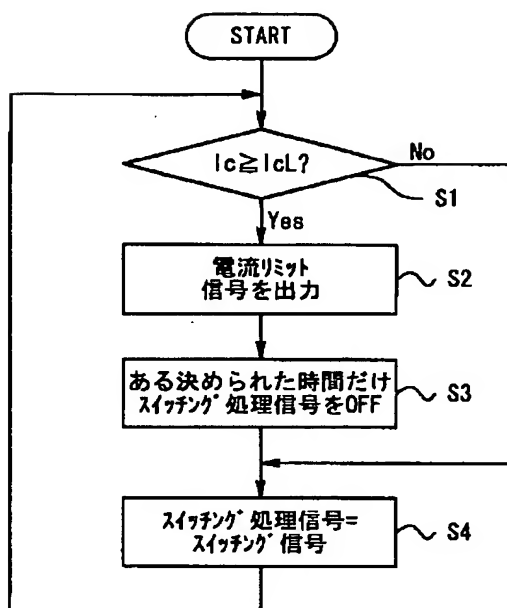 START
Ic≧IcL?
No
S1
Yes
電流ﾘﾐｯﾄ
信号を出力
S2
ある決められた時間だけ
ｽｲｯﾁﾝｸﾞ処理信号をOFF
S3
ｽｲｯﾁﾝｸﾞ処理信号=
ｽｲｯﾁﾝｸﾞ信号
S4